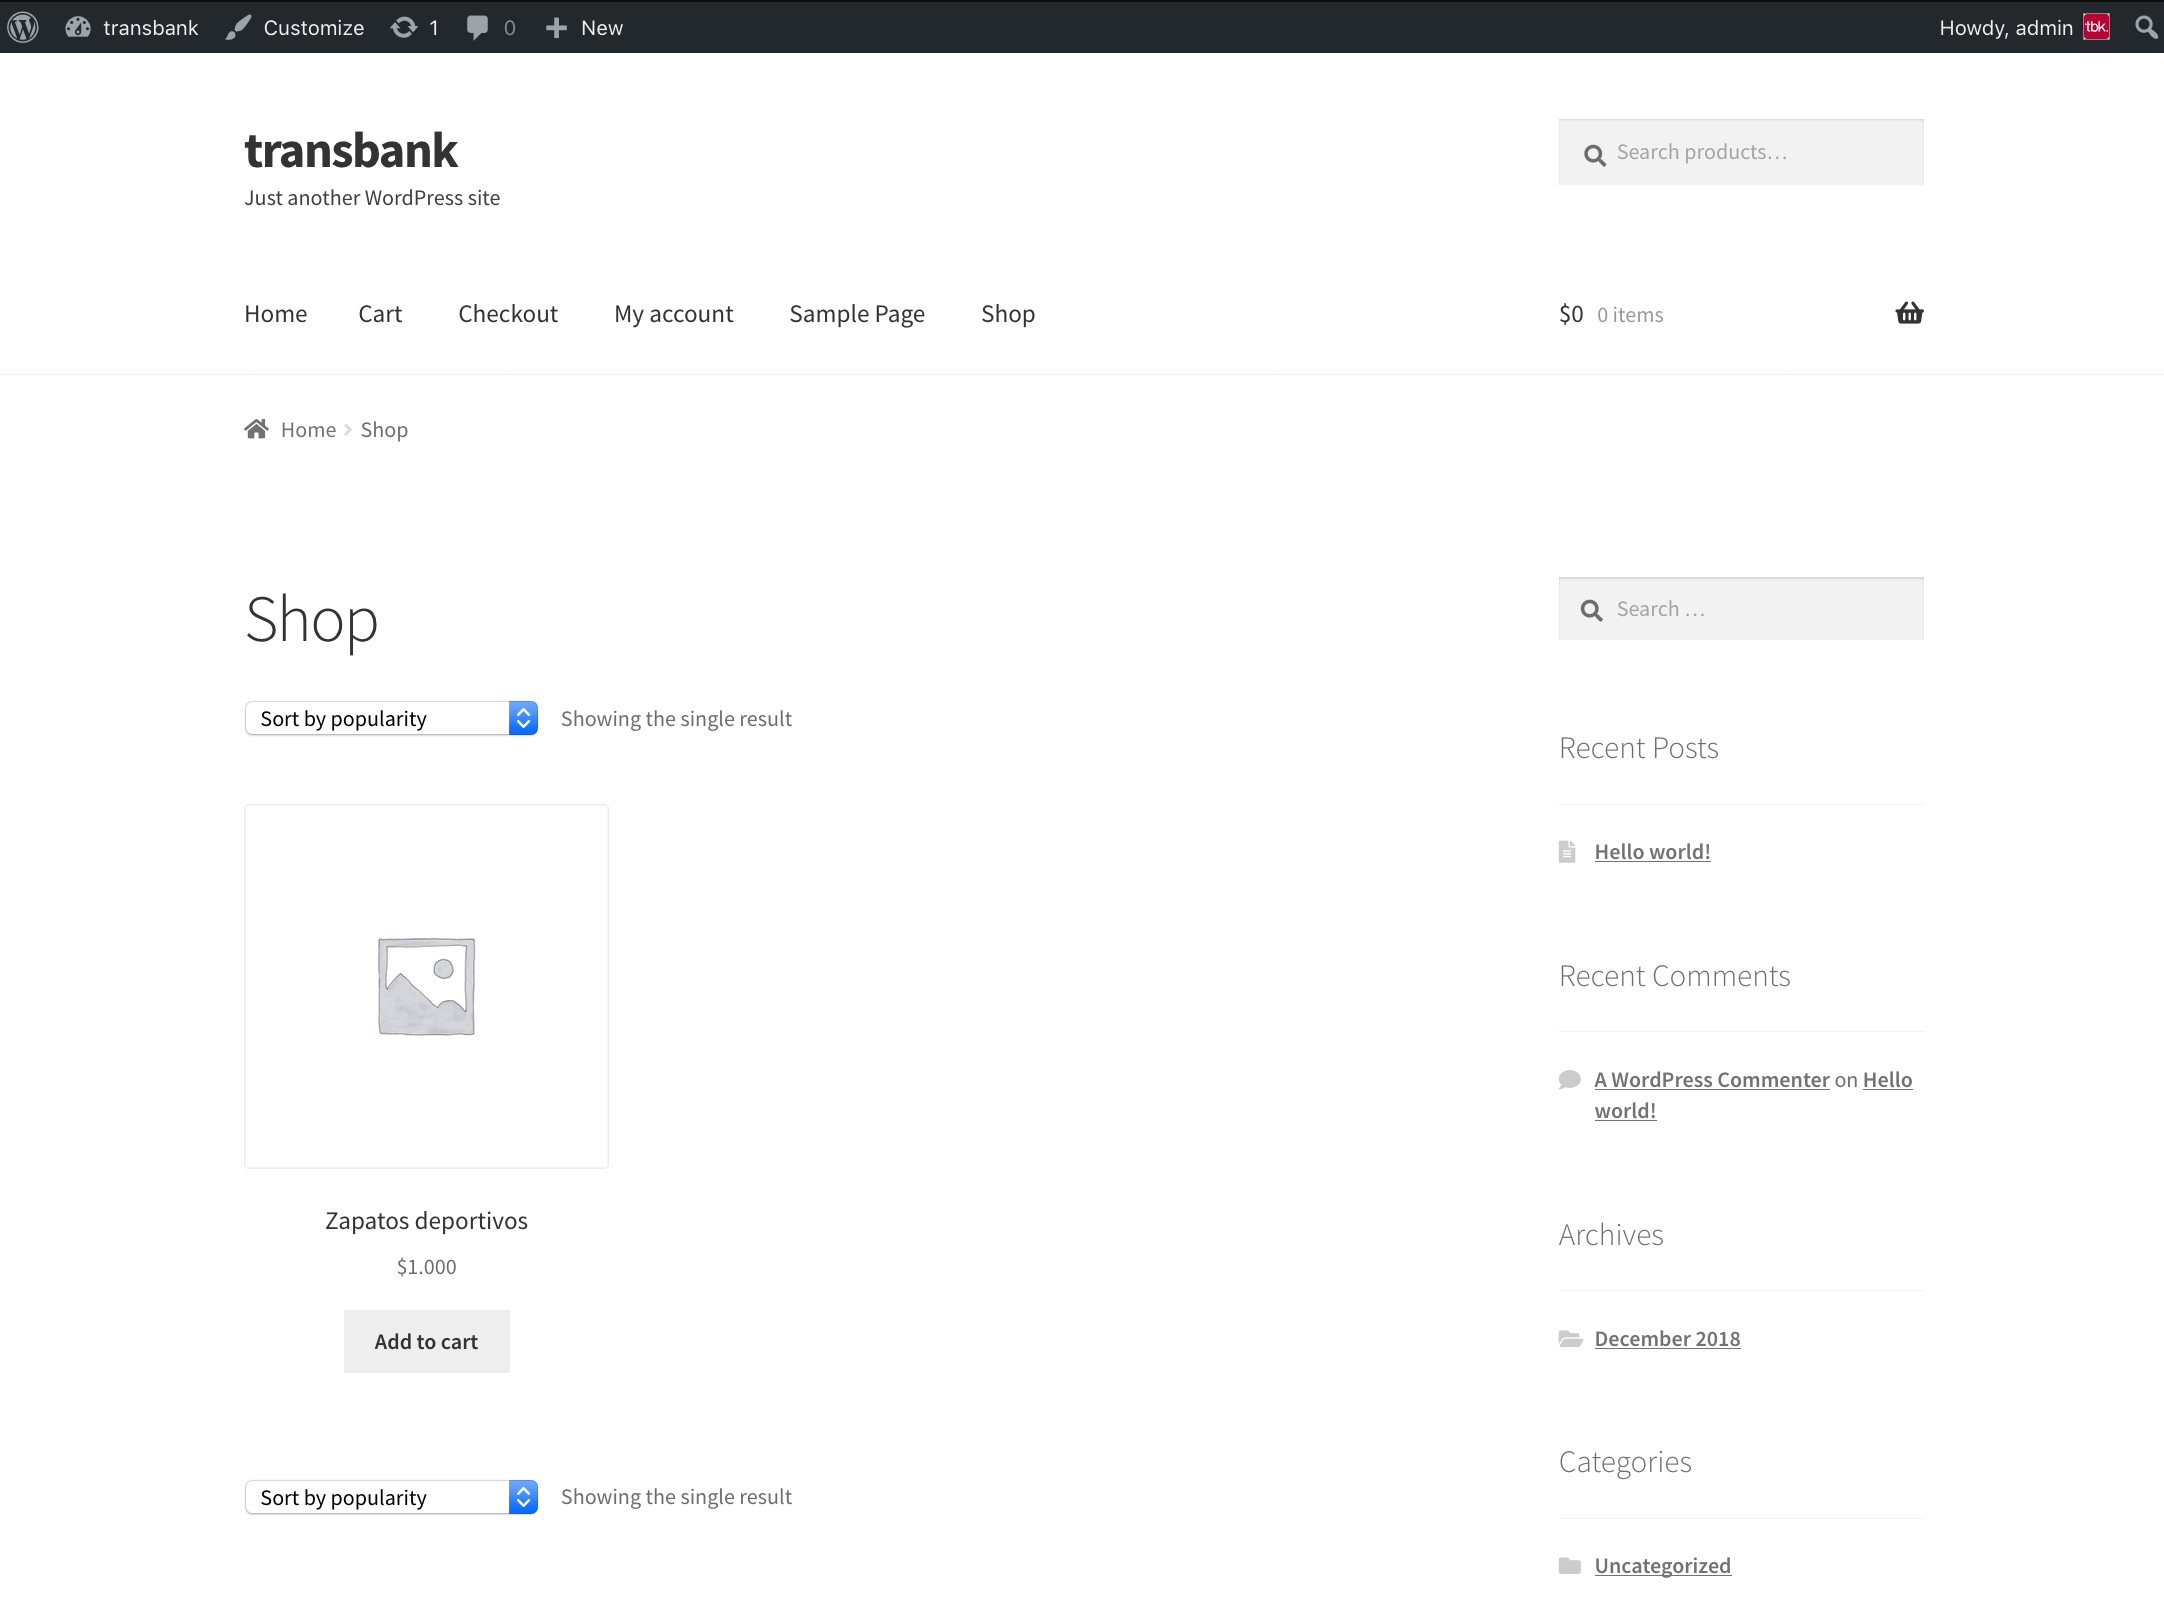 transbank
Customize
1
0
New
Howdy, admin
tbk.
transbank
Just another WordPress site
Search products…
Home
Cart
Checkout
My account
Sample Page
Shop
$0 0 items
Home
Shop
Shop
Sort by popularity
Showing the single result
Zapatos deportivos
$1.000
Add to cart
Sort by popularity
Showing the single result
Search …
Recent Posts
Hello world!
Recent Comments
A WordPress Commenter on Hello
world!
Archives
December 2018
Categories
Uncategorized